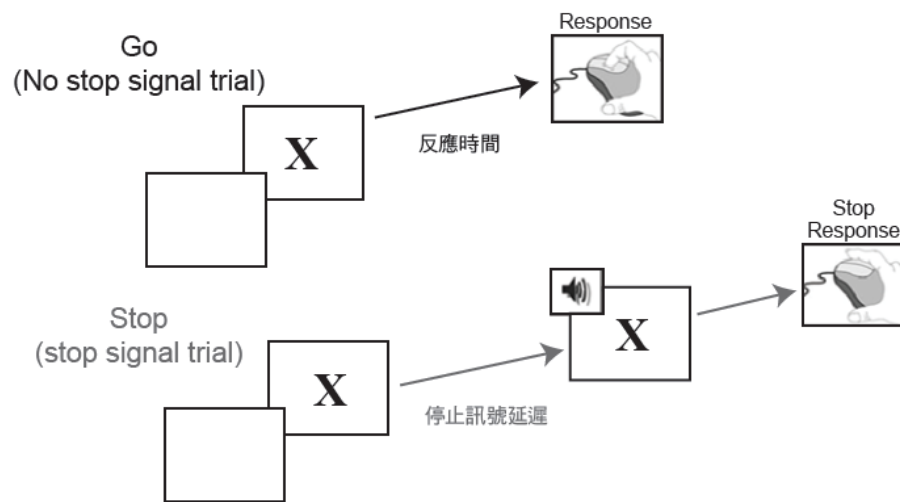 Go
(No stop signal trial)
X
反應時間
Response
Stop
(stop signal trial)
X
停止訊號延遲
X
Stop
Response